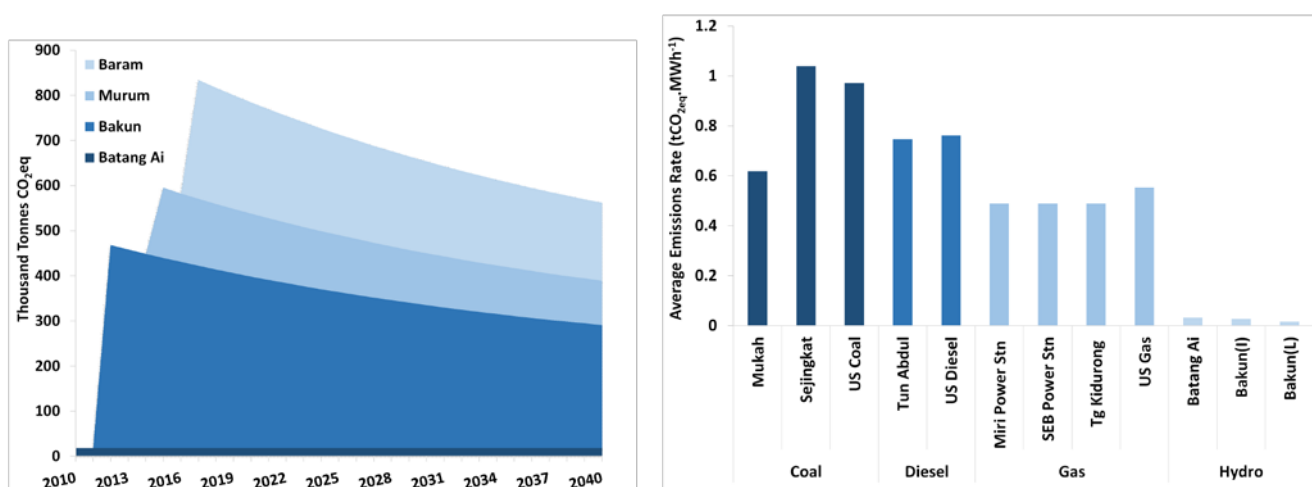 900
800
700
600
500
400
300
200
100
0
Thousand Tonnes CO₂eq
Baram
Murum
Bakun
Batang Ai
2010 2013 2016 2019 2022 2025 2028 2031 2034 2037 2040
1.2
1
0.8
0.6
0.4
0.2
0
Average Emissions Rate (tCO₂eq.MWh⁻¹)
Mukah
Sejingkat
US Coal
Tun Abdul
US Diesel
Miri Power Stn
SEB Power Stn
Tg Kidurong
US Gas
Batang Ai
Bakun(I)
Bakun(L)
Coal Diesel Gas Hydro